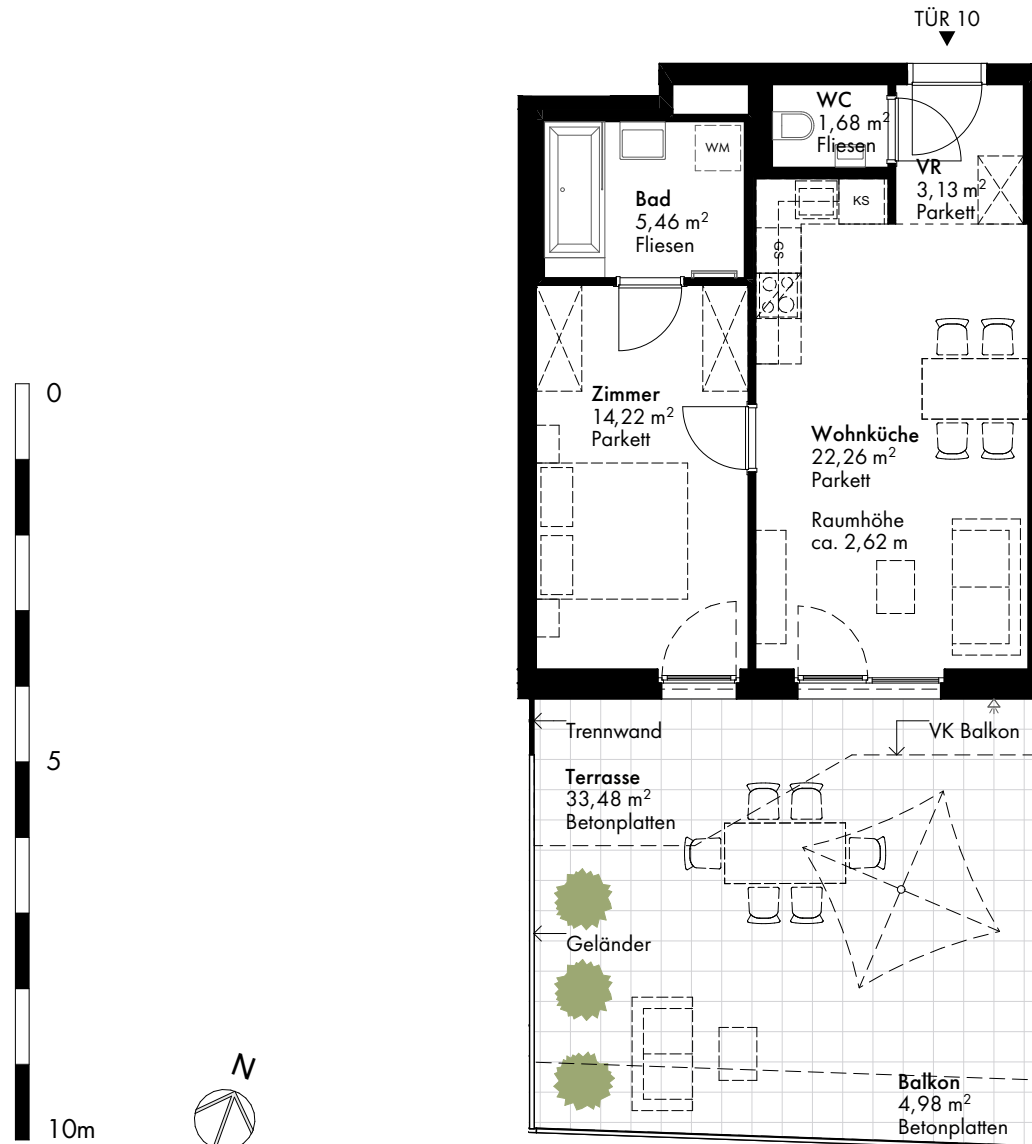 TÜR 10
WC
1,68 m²
Fliesen
VR
3,13 m²
Parkett
WM
KS
Bad
5,46 m²
Fliesen
GS
Zimmer
14,22 m²
Parkett
Wohnküche
22,26 m²
Parkett
Raumhöhe
ca. 2,62 m
0
5
10m
Trennwand
VK Balkon
Terrasse
33,48 m²
Betonplatten
Geländer
N
Balkon
4,98 m²
Betonplatten